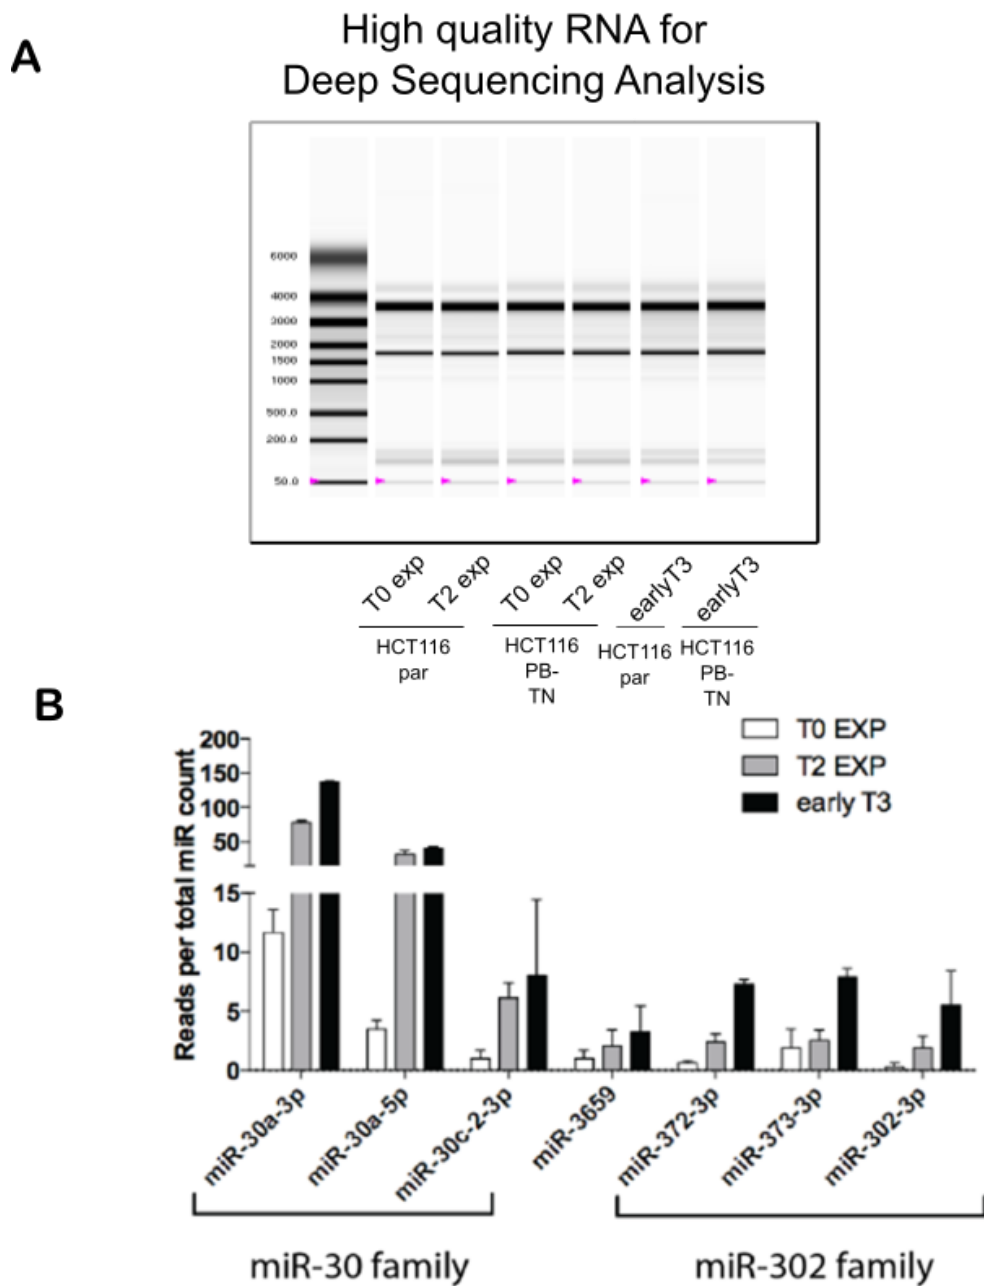 A
High quality RNA for
Deep Sequencing Analysis
6000
4000
3000
2000
1500
1000
500.0
200.0
50.0
T0 exp
T2 exp
T0 exp
T2 exp
earlyT3
earlyT3
HCT116
par
HCT116
PB-
TN
HCT116
par
HCT116
PB-
TN
B
Reads per total miR count
200
150
100
50
15
10
5
0
T0 EXP
T2 EXP
early T3
miR-30a-3p
miR-30a-5p
miR-30c-2-3p
miR-3659
miR-372-3p
miR-373-3p
miR-302-3p
miR-30 family
miR-302 family